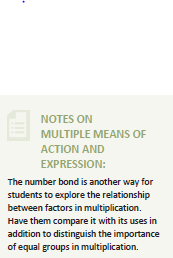 NOTES ON
MULTIPLE MEANS OF
ACTION AND
EXPRESSION:
The number bond is another way for
students to explore the relationship
between factors in multiplication.
Have them compare it with its uses in
addition to distinguish the importance
of equal groups in multiplication.